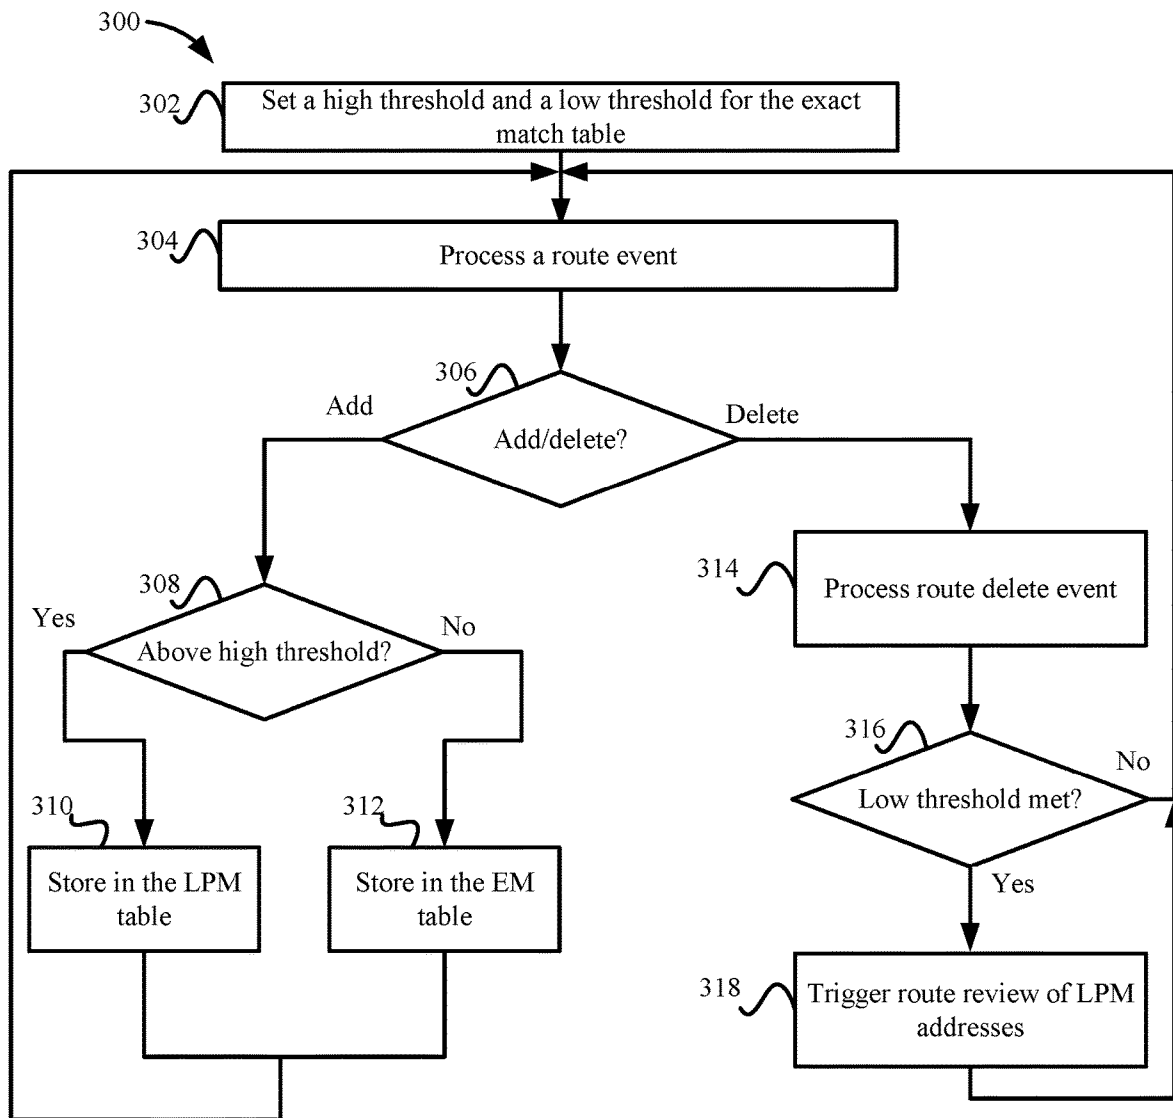 300
302
Set a high threshold and a low threshold for the exact
match table
304
Process a route event
306
Add
Delete
Add/delete?
308
314
Process route delete event
Yes
No
Above high threshold?
316
No
Low threshold met?
310
312
Store in the LPM
table
Store in the EM
table
Yes
318
Trigger route review of LPM
addresses